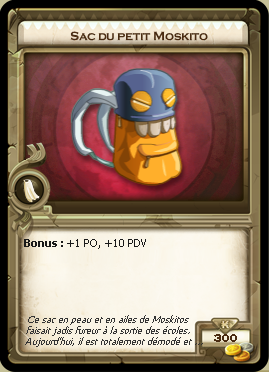 Sac du petit Moskito
Bonus : +1 PO, +10 PDV
Ce sac en peau et en ailes de Moskitos
faisait jadis fureur à la sortie des écoles.
Aujourd'hui, il est totalement démodé et ...
K
300